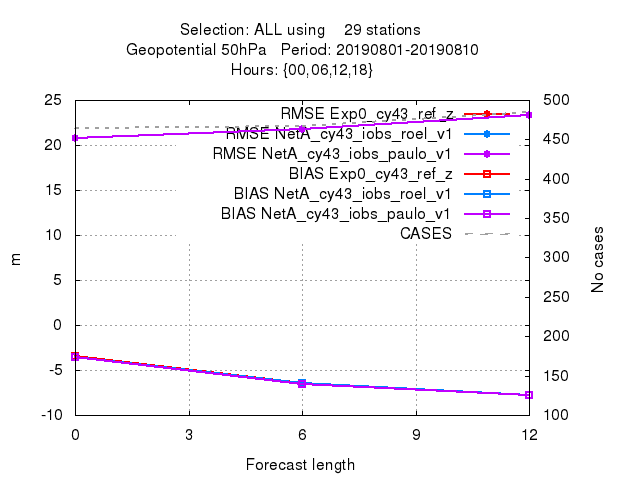 Selection: ALL using    29 stations
Geopotential 50hPa   Period: 20190801-20190810
Hours: {00,06,12,18}
RMSE Exp0_cy43_ref_z
RMSE NetA_cy43_iobs_roel_v1
RMSE NetA_cy43_iobs_paulo_v1
BIAS Exp0_cy43_ref_z
BIAS NetA_cy43_iobs_roel_v1
BIAS NetA_cy43_iobs_paulo_v1
CASES
25
20
15
10
5
0
-5
-10
m
500
450
400
350
300
250
200
150
100
No cases
0 3 6 9 12
Forecast length